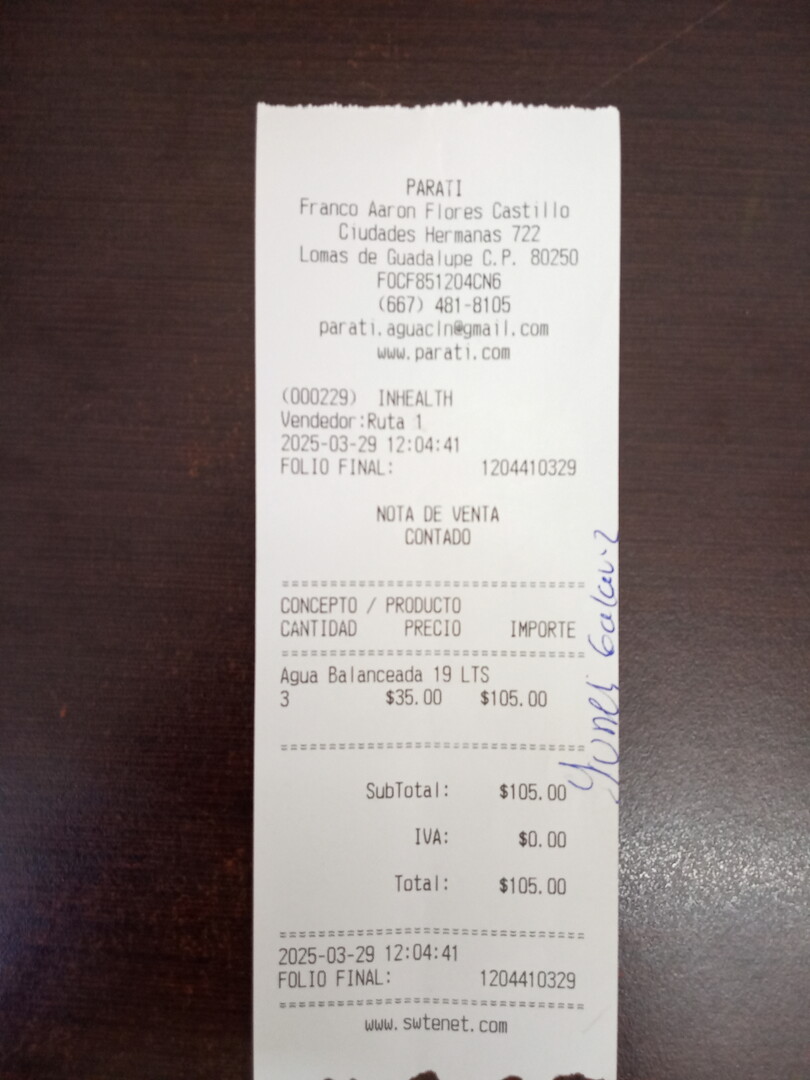 PARATI
Franco Aaron Flores Castillo
Ciudades Hermanas 722
Lomas de Guadalupe C.P. 80250
FOCF851204CN6
(667) 481-8105
parati.aguacln@gmail.com
www.parati.com
(000229) INHEALTH
Vendedor:Ruta 1
2025-03-29 12:04:41
FOLIO FINAL: 1204410329
NOTA DE VENTA
CONTADO
CONCEPTO / PRODUCTO
CANTIDAD PRECIO IMPORTE
Agua Balanceada 19 LTS
3 $35.00 $105.00
SubTotal: $105.00
IVA: $0.00
Total: $105.00
2025-03-29 12:04:41
FOLIO FINAL: 1204410329
www.swtenet.com